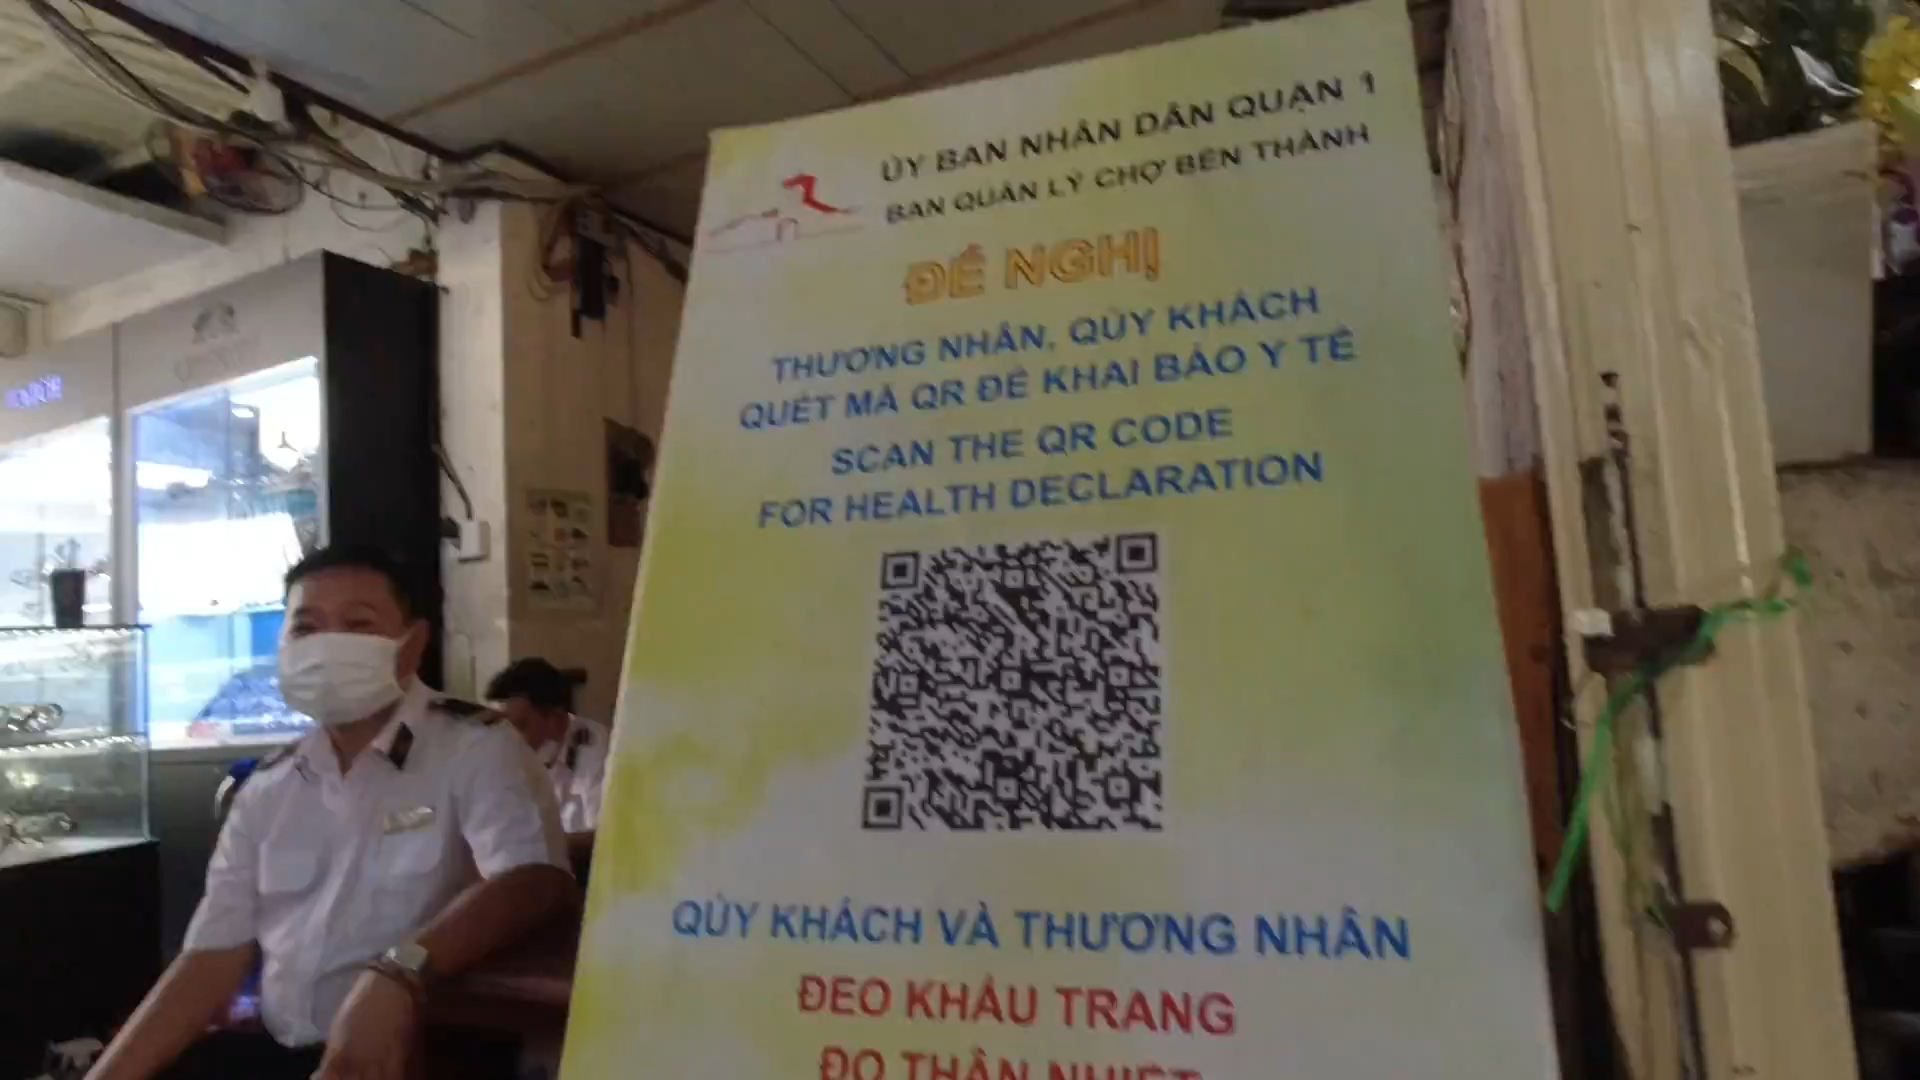 ỦY BAN NHÂN DÂN QUẬN 1
BAN QUẢN LÝ CHỢ BẾN THÀNH
ĐỀ NGHỊ
THƯƠNG NHÂN, QUÝ KHÁCH
QUÉT MÃ QR ĐỂ KHAI BÁO Y TẾ
SCAN THE QR CODE
FOR HEALTH DECLARATION
QUÝ KHÁCH VÀ THƯƠNG NHÂN
ĐEO KHẨU TRANG
ĐO THÂN NHIỆT